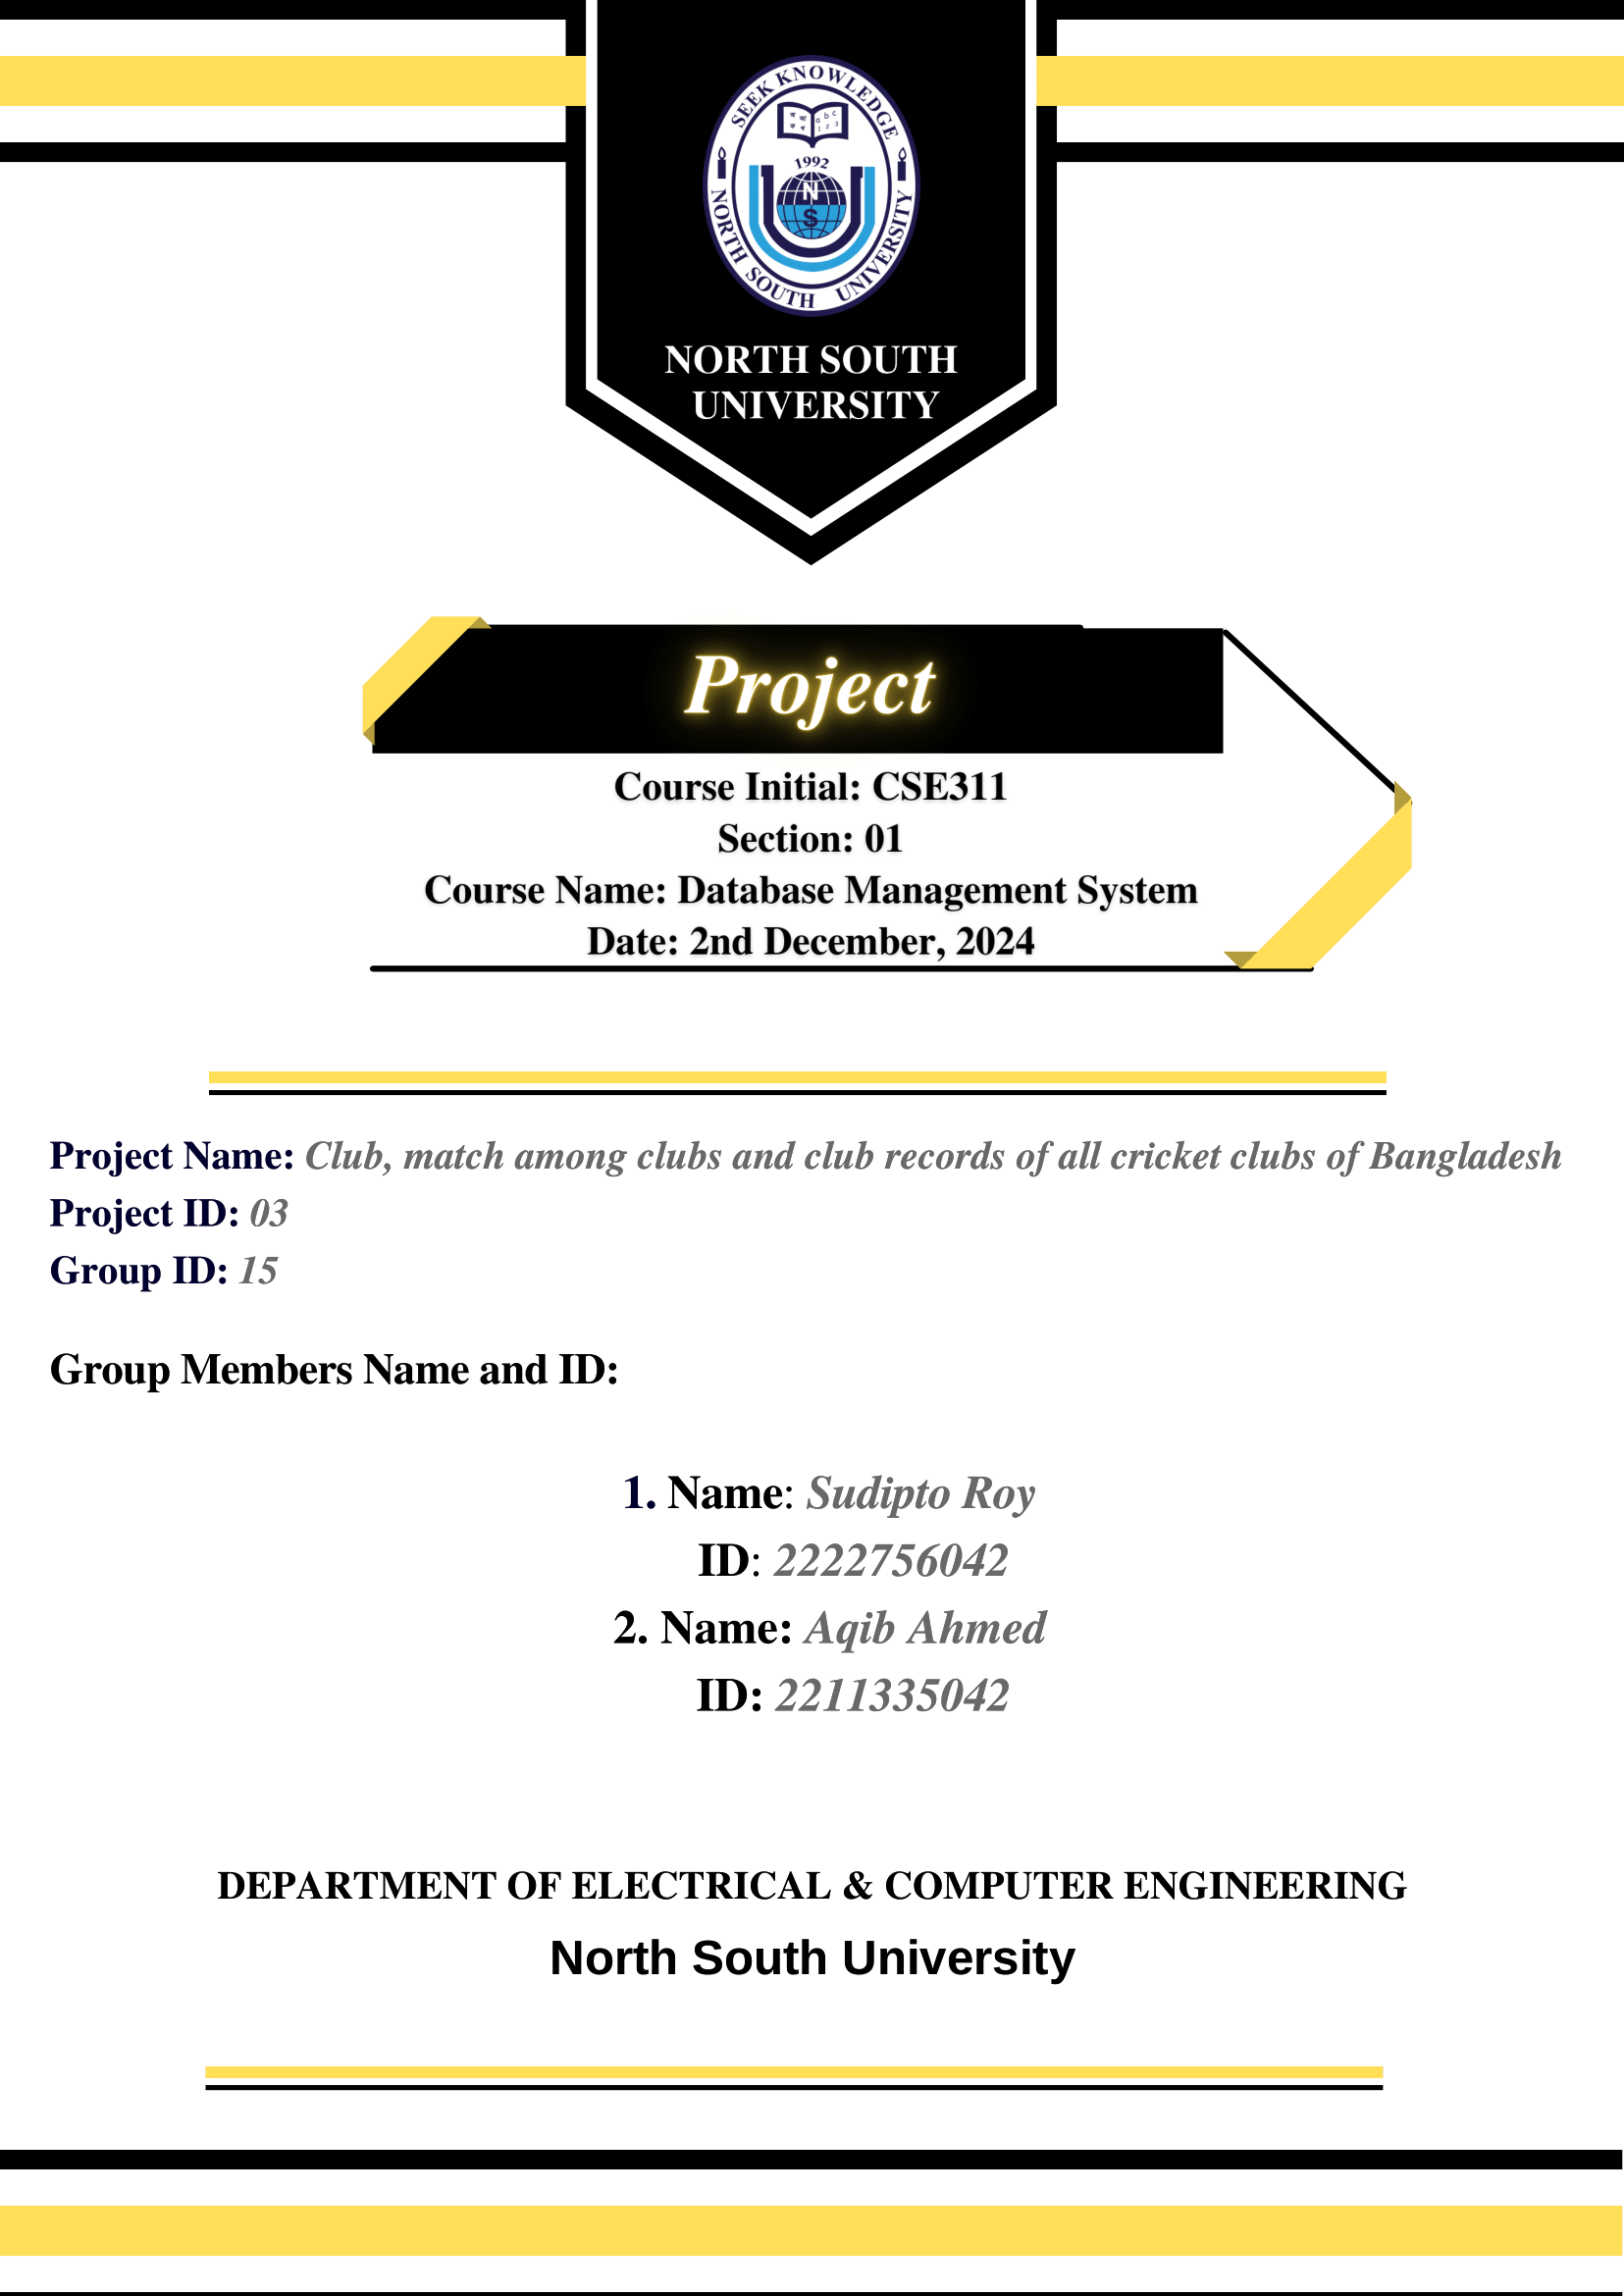 SEEK KNOWLEDGE
1992
N
S
NORTH SOUTH UNIVERSITY
NORTH SOUTH
UNIVERSITY
Project
Course Initial: CSE311
Section: 01
Course Name: Database Management System
Date: 2nd December, 2024
Project Name: Club, match among clubs and club records of all cricket clubs of Bangladesh
Project ID: 03
Group ID: 15
Group Members Name and ID:
1. Name: Sudipto Roy
ID: 2222756042
2. Name: Aqib Ahmed
ID: 2211335042
DEPARTMENT OF ELECTRICAL & COMPUTER ENGINEERING
North South University